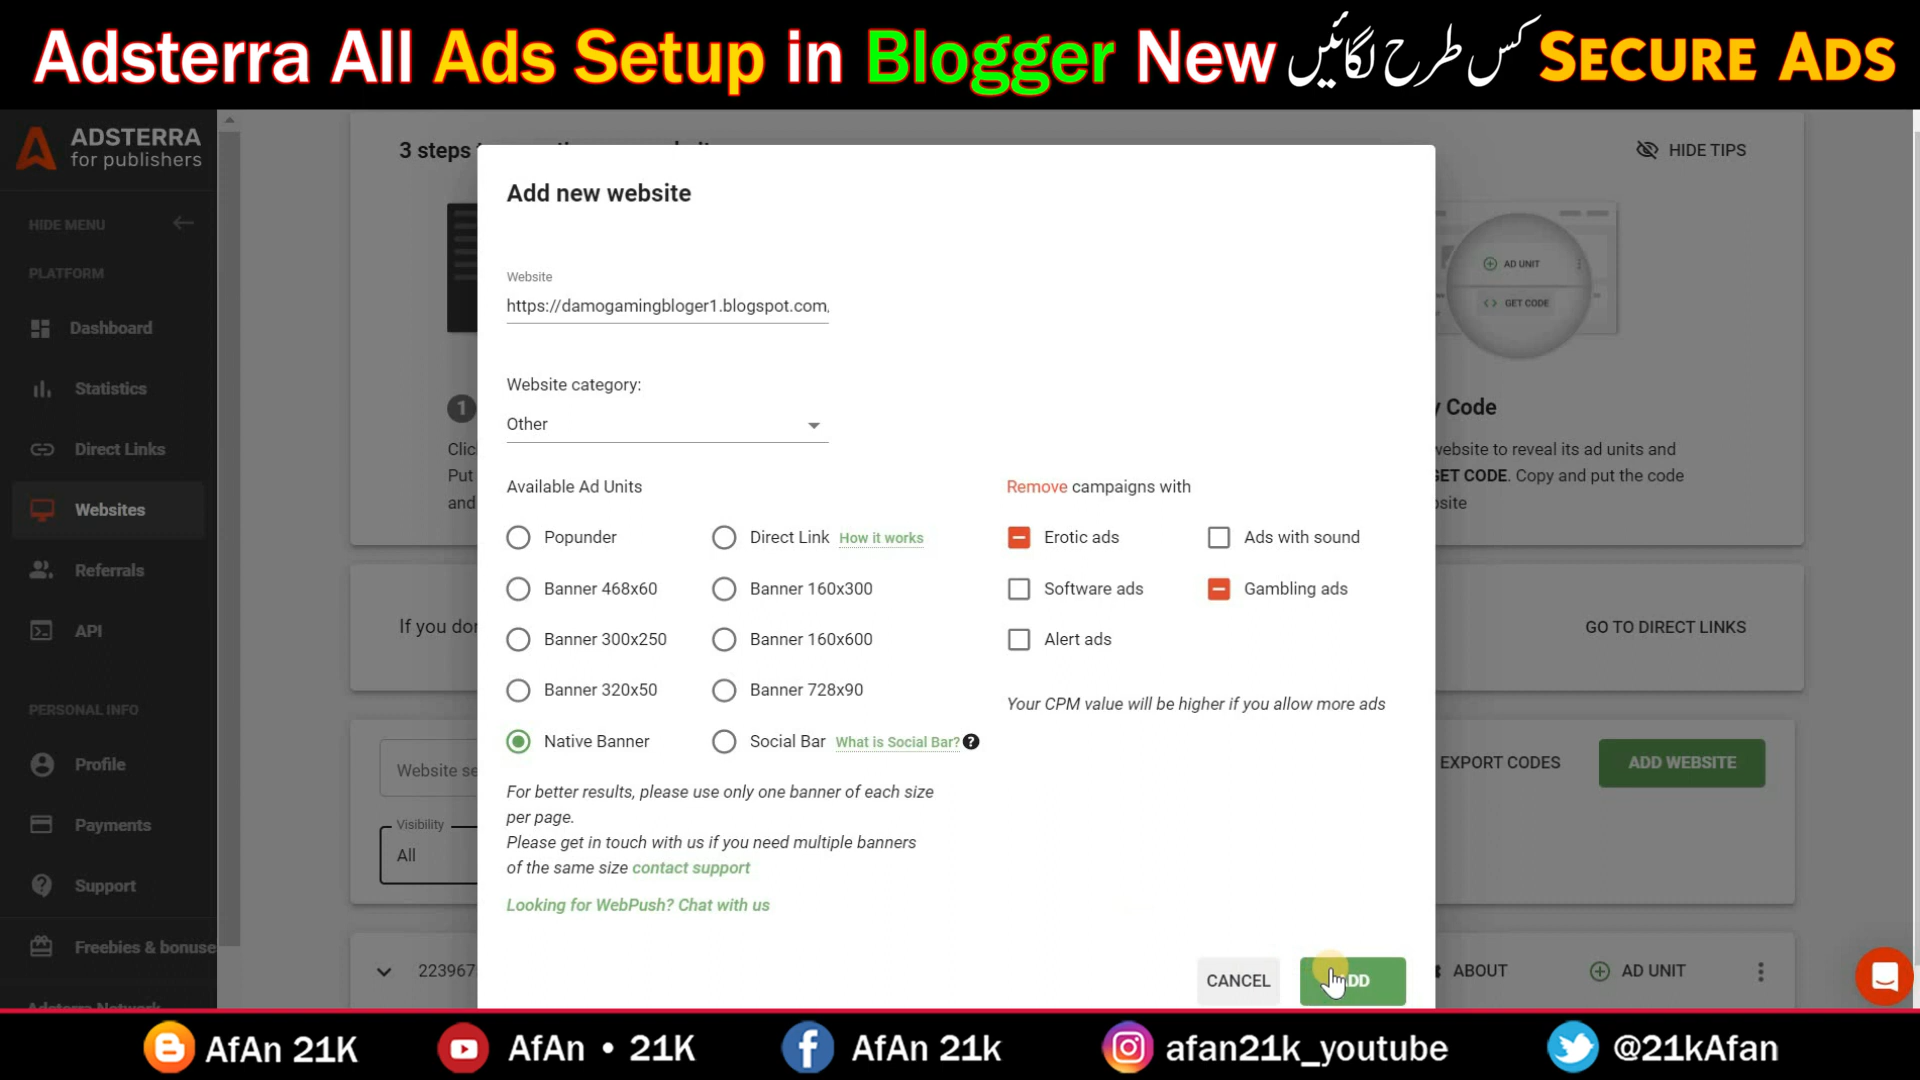 Adsterra All Ads Setup in Blogger New کس طرح لگائیں SECURE ADS
ADSTERRA
for publishers
HIDE MENU
PLATFORM
Dashboard
Statistics
Direct Links
Websites
Referrals
API
PERSONAL INFO
Profile
Payments
Support
Freebies & bonuse
Adsterra Network
3 steps
HIDE TIPS
AD UNIT
GET CODE
1
Clic
Put
and
Code
website to reveal its ad units and
GET CODE. Copy and put the code
If you don
GO TO DIRECT LINKS
Website se
EXPORT CODES
ADD WEBSITE
Visibility
All
223967
ABOUT
AD UNIT
Add new website
Website
https://damogamingbloger1.blogspot.com,
Website category:
Other
Available Ad Units
Remove campaigns with
Popunder
Direct Link How it works
Erotic ads
Ads with sound
Banner 468x60
Banner 160x300
Software ads
Gambling ads
Banner 300x250
Banner 160x600
Alert ads
Banner 320x50
Banner 728x90
Your CPM value will be higher if you allow more ads
Native Banner
Social Bar What is Social Bar? ?
For better results, please use only one banner of each size
per page.
Please get in touch with us if you need multiple banners
of the same size contact support
Looking for WebPush? Chat with us
CANCEL
DD
AfAn 21K
AfAn • 21K
AfAn 21k
afan21k_youtube
@21kAfan